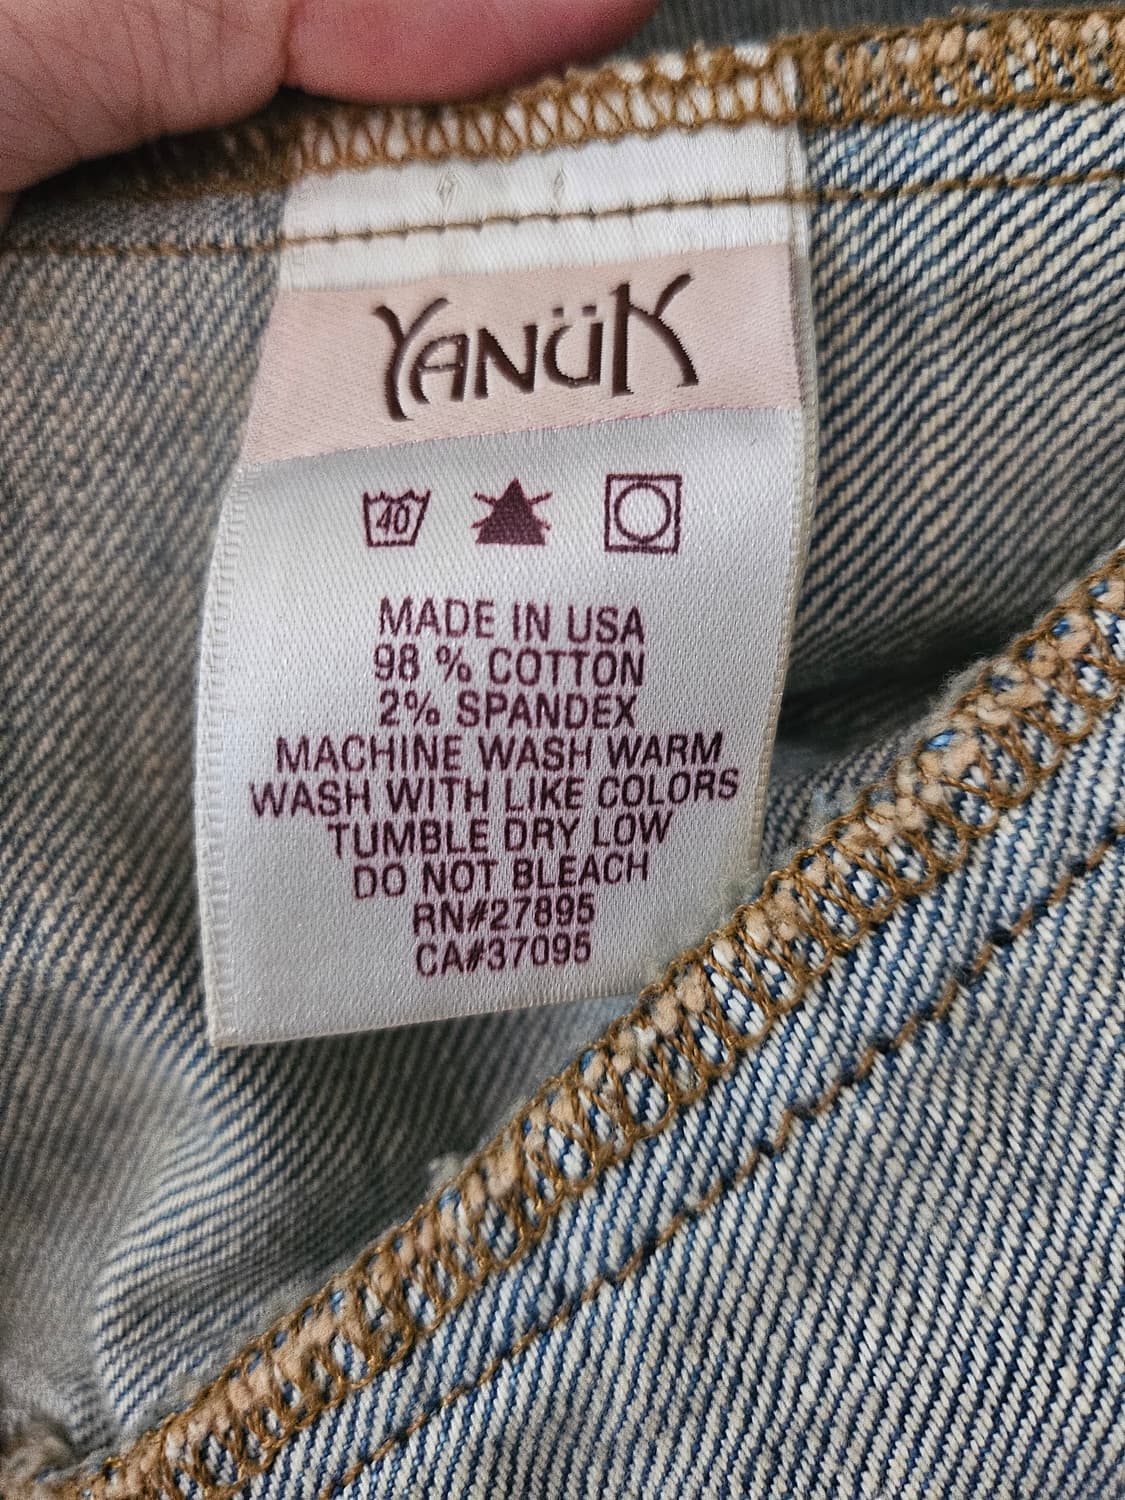 YANÜK
40
MADE IN USA
98 % COTTON
2% SPANDEX
MACHINE WASH WARM
WASH WITH LIKE COLORS
TUMBLE DRY LOW
DO NOT BLEACH
RN#27895
CA#37095